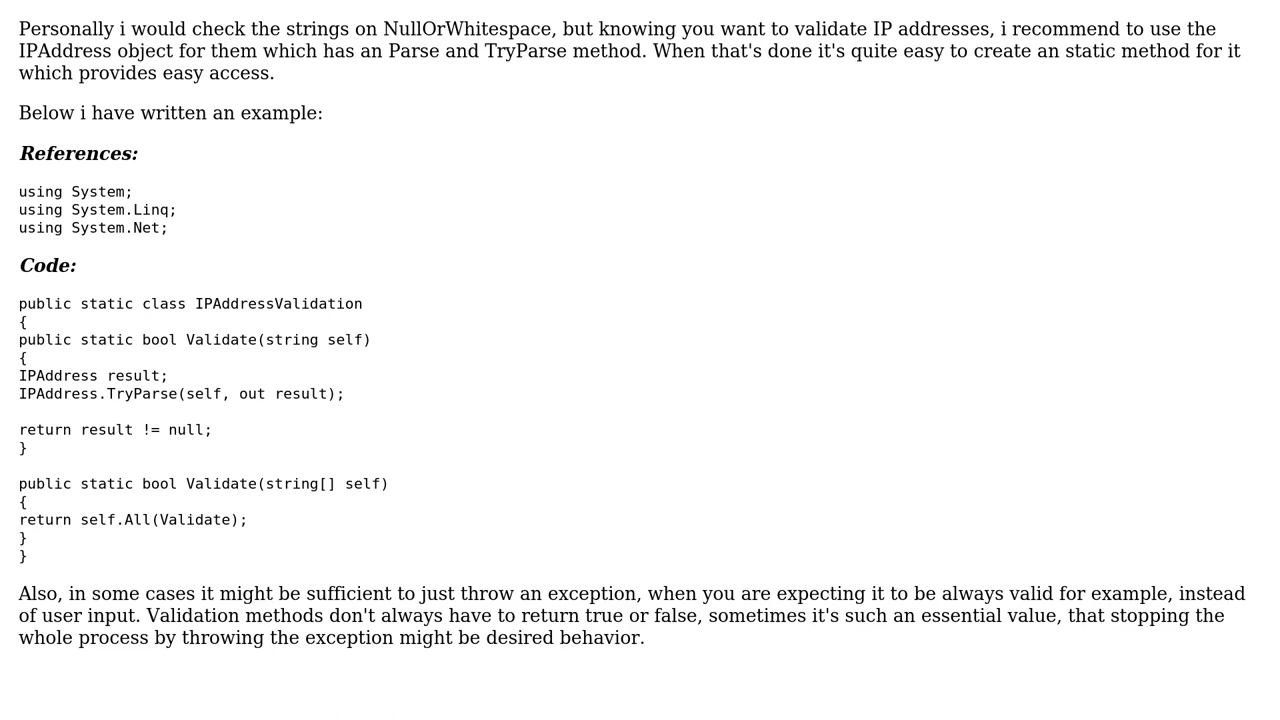 Personally i would check the strings on NullOrWhitespace, but knowing you want to validate IP addresses, i recommend to use the
IPAddress object for them which has an Parse and TryParse method. When that's done it's quite easy to create an static method for it
which provides easy access.
Below i have written an example:
References:
using System;
using System.Linq;
using System.Net;
Code:
public static class IPAddressValidation
{
public static bool Validate(string self)
{
IPAddress result;
IPAddress.TryParse(self, out result);
return result != null;
}
public static bool Validate(string[] self)
{
return self.All(Validate);
}
}
Also, in some cases it might be sufficient to just throw an exception, when you are expecting it to be always valid for example, instead
of user input. Validation methods don't always have to return true or false, sometimes it's such an essential value, that stopping the
whole process by throwing the exception might be desired behavior.